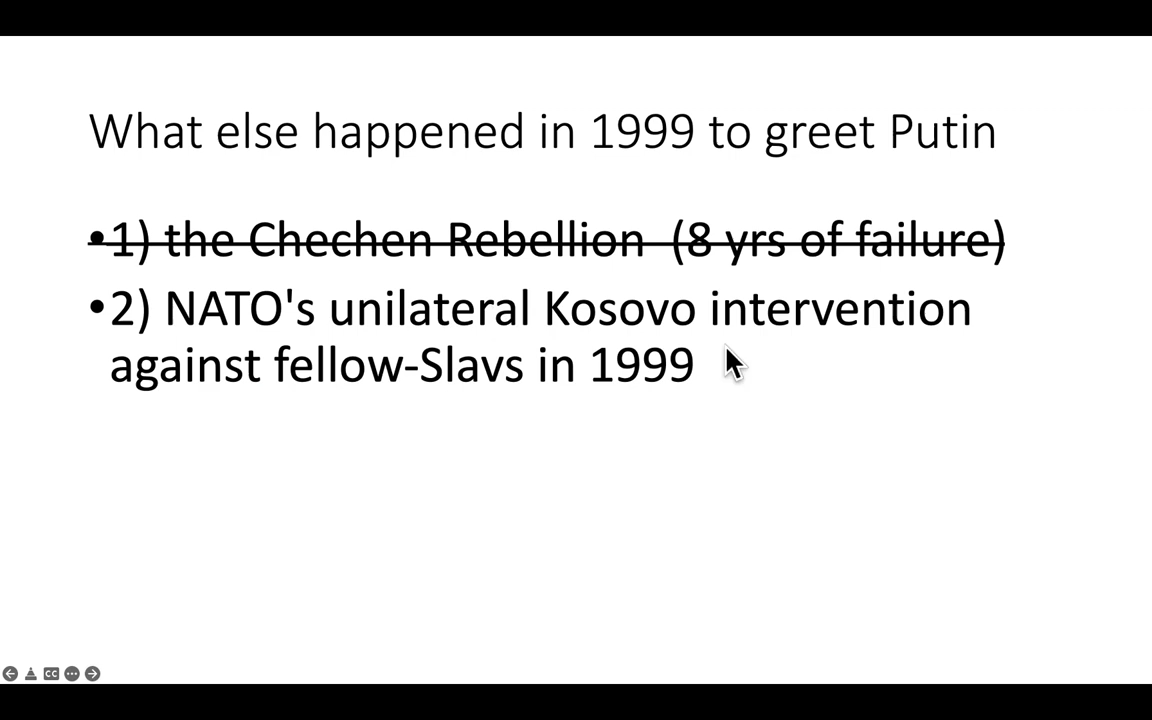 What else happened in 1999 to greet Putin
•1) the Chechen Rebellion  (8 yrs of failure)
•2) NATO's unilateral Kosovo intervention
against fellow-Slavs in 1999
CC